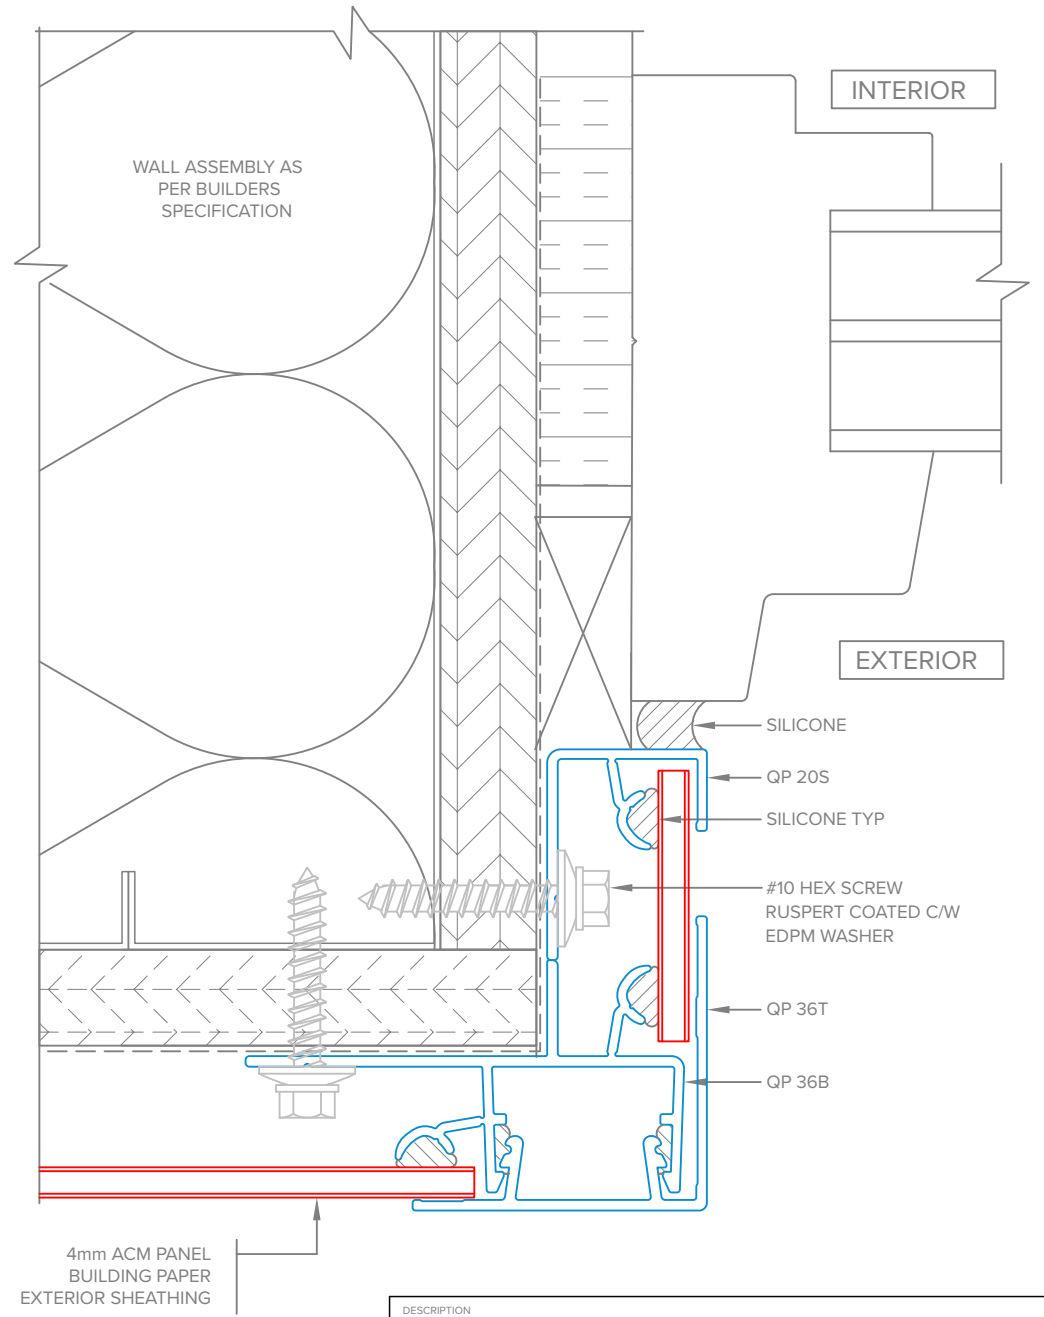 INTERIOR
WALL ASSEMBLY AS
PER BUILDERS
SPECIFICATION
EXTERIOR
SILICONE
QP 20S
SILICONE TYP
#10 HEX SCREW
RUSPERT COATED C/W
EDPM WASHER
QP 36T
QP 36B
4mm ACM PANEL
BUILDING PAPER
EXTERIOR SHEATHING
DESCRIPTION